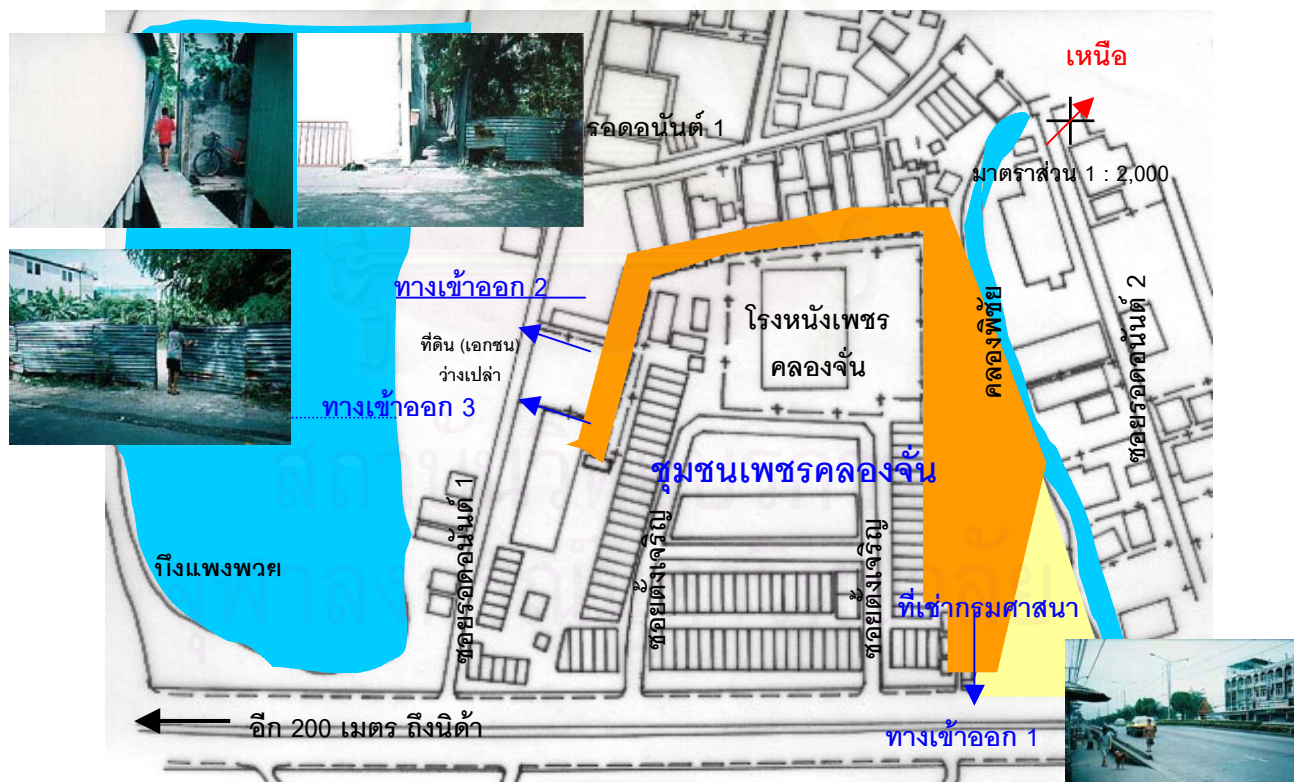 เหนือ
รอดอนันต์ 1
มาตราส่วน 1 : 2,000
ทางเข้าออก 2
ที่ดิน (เอกชน)
ว่างเปล่า
โรงหนังเพชร
คลองจั่น
คลองพิชัย
ซอยรอดอนันต์ 2
ทางเข้าออก 3
ชุมชนเพชรคลองจั่น
ซอยรอดอนันต์ 1
ซอยตั้งเจริญ
ซอยตั้งเจริญ
บึงแพงพวย
ที่เช่ากรมศาสนา
อีก 200 เมตร ถึงนิด้า
ทางเข้าออก 1